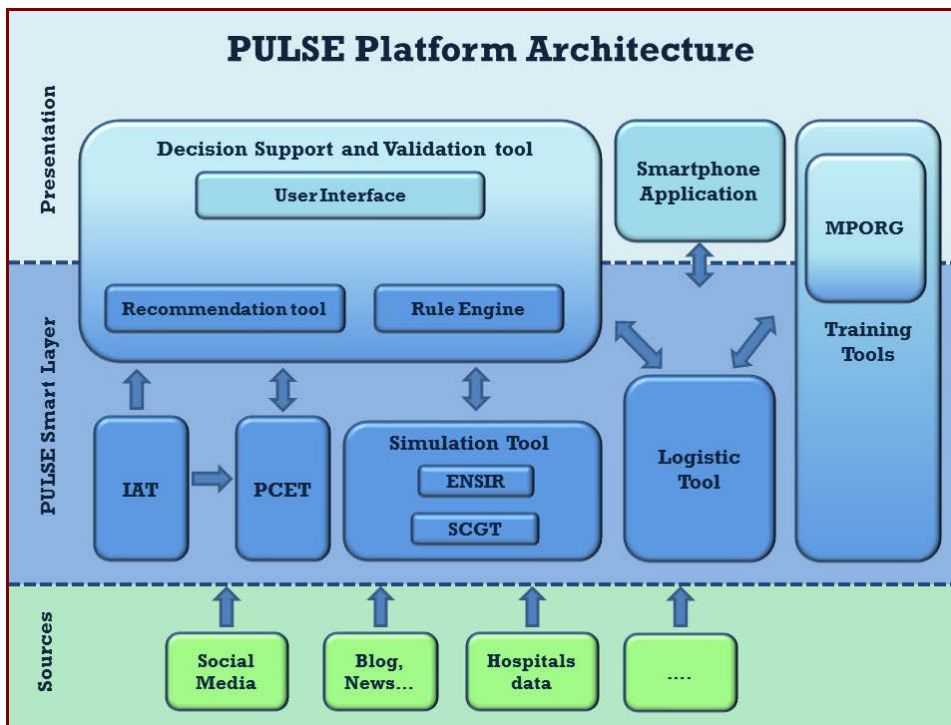 PULSE Platform Architecture
Presentation
Decision Support and Validation tool
User Interface
Recommendation tool
Rule Engine
Smartphone
Application
MPORG
Training
Tools
PULSE Smart Layer
IAT
PCET
Simulation Tool
ENSIR
SCGT
Logistic
Tool
Sources
Social
Media
Blog,
News...
Hospitals
data
....